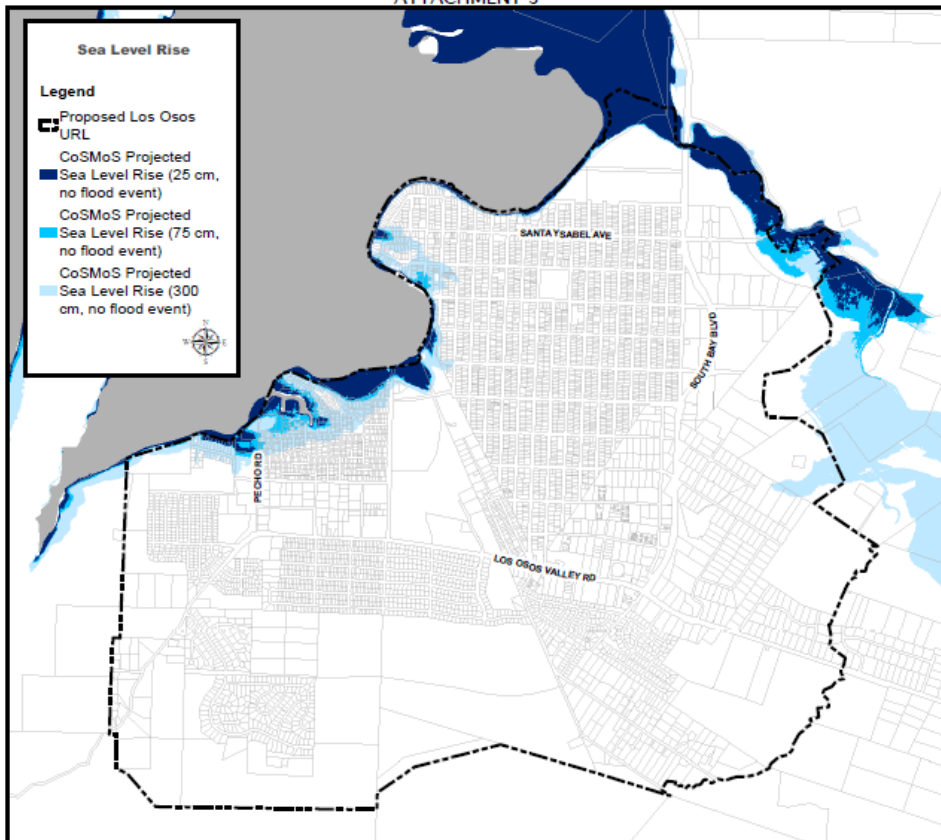 ATTACHMENT 3
Sea Level Rise
Legend
Proposed Los Osos
URL
CoSMoS Projected
Sea Level Rise (25 cm,
no flood event)
CoSMoS Projected
Sea Level Rise (75 cm,
no flood event)
CoSMoS Projected
Sea Level Rise (300
cm, no flood event)
N
W
E
S
SANTA YSABEL AVE
SOUTH BAY BLVD
PECHO RD
LOS OSOS VALLEY RD